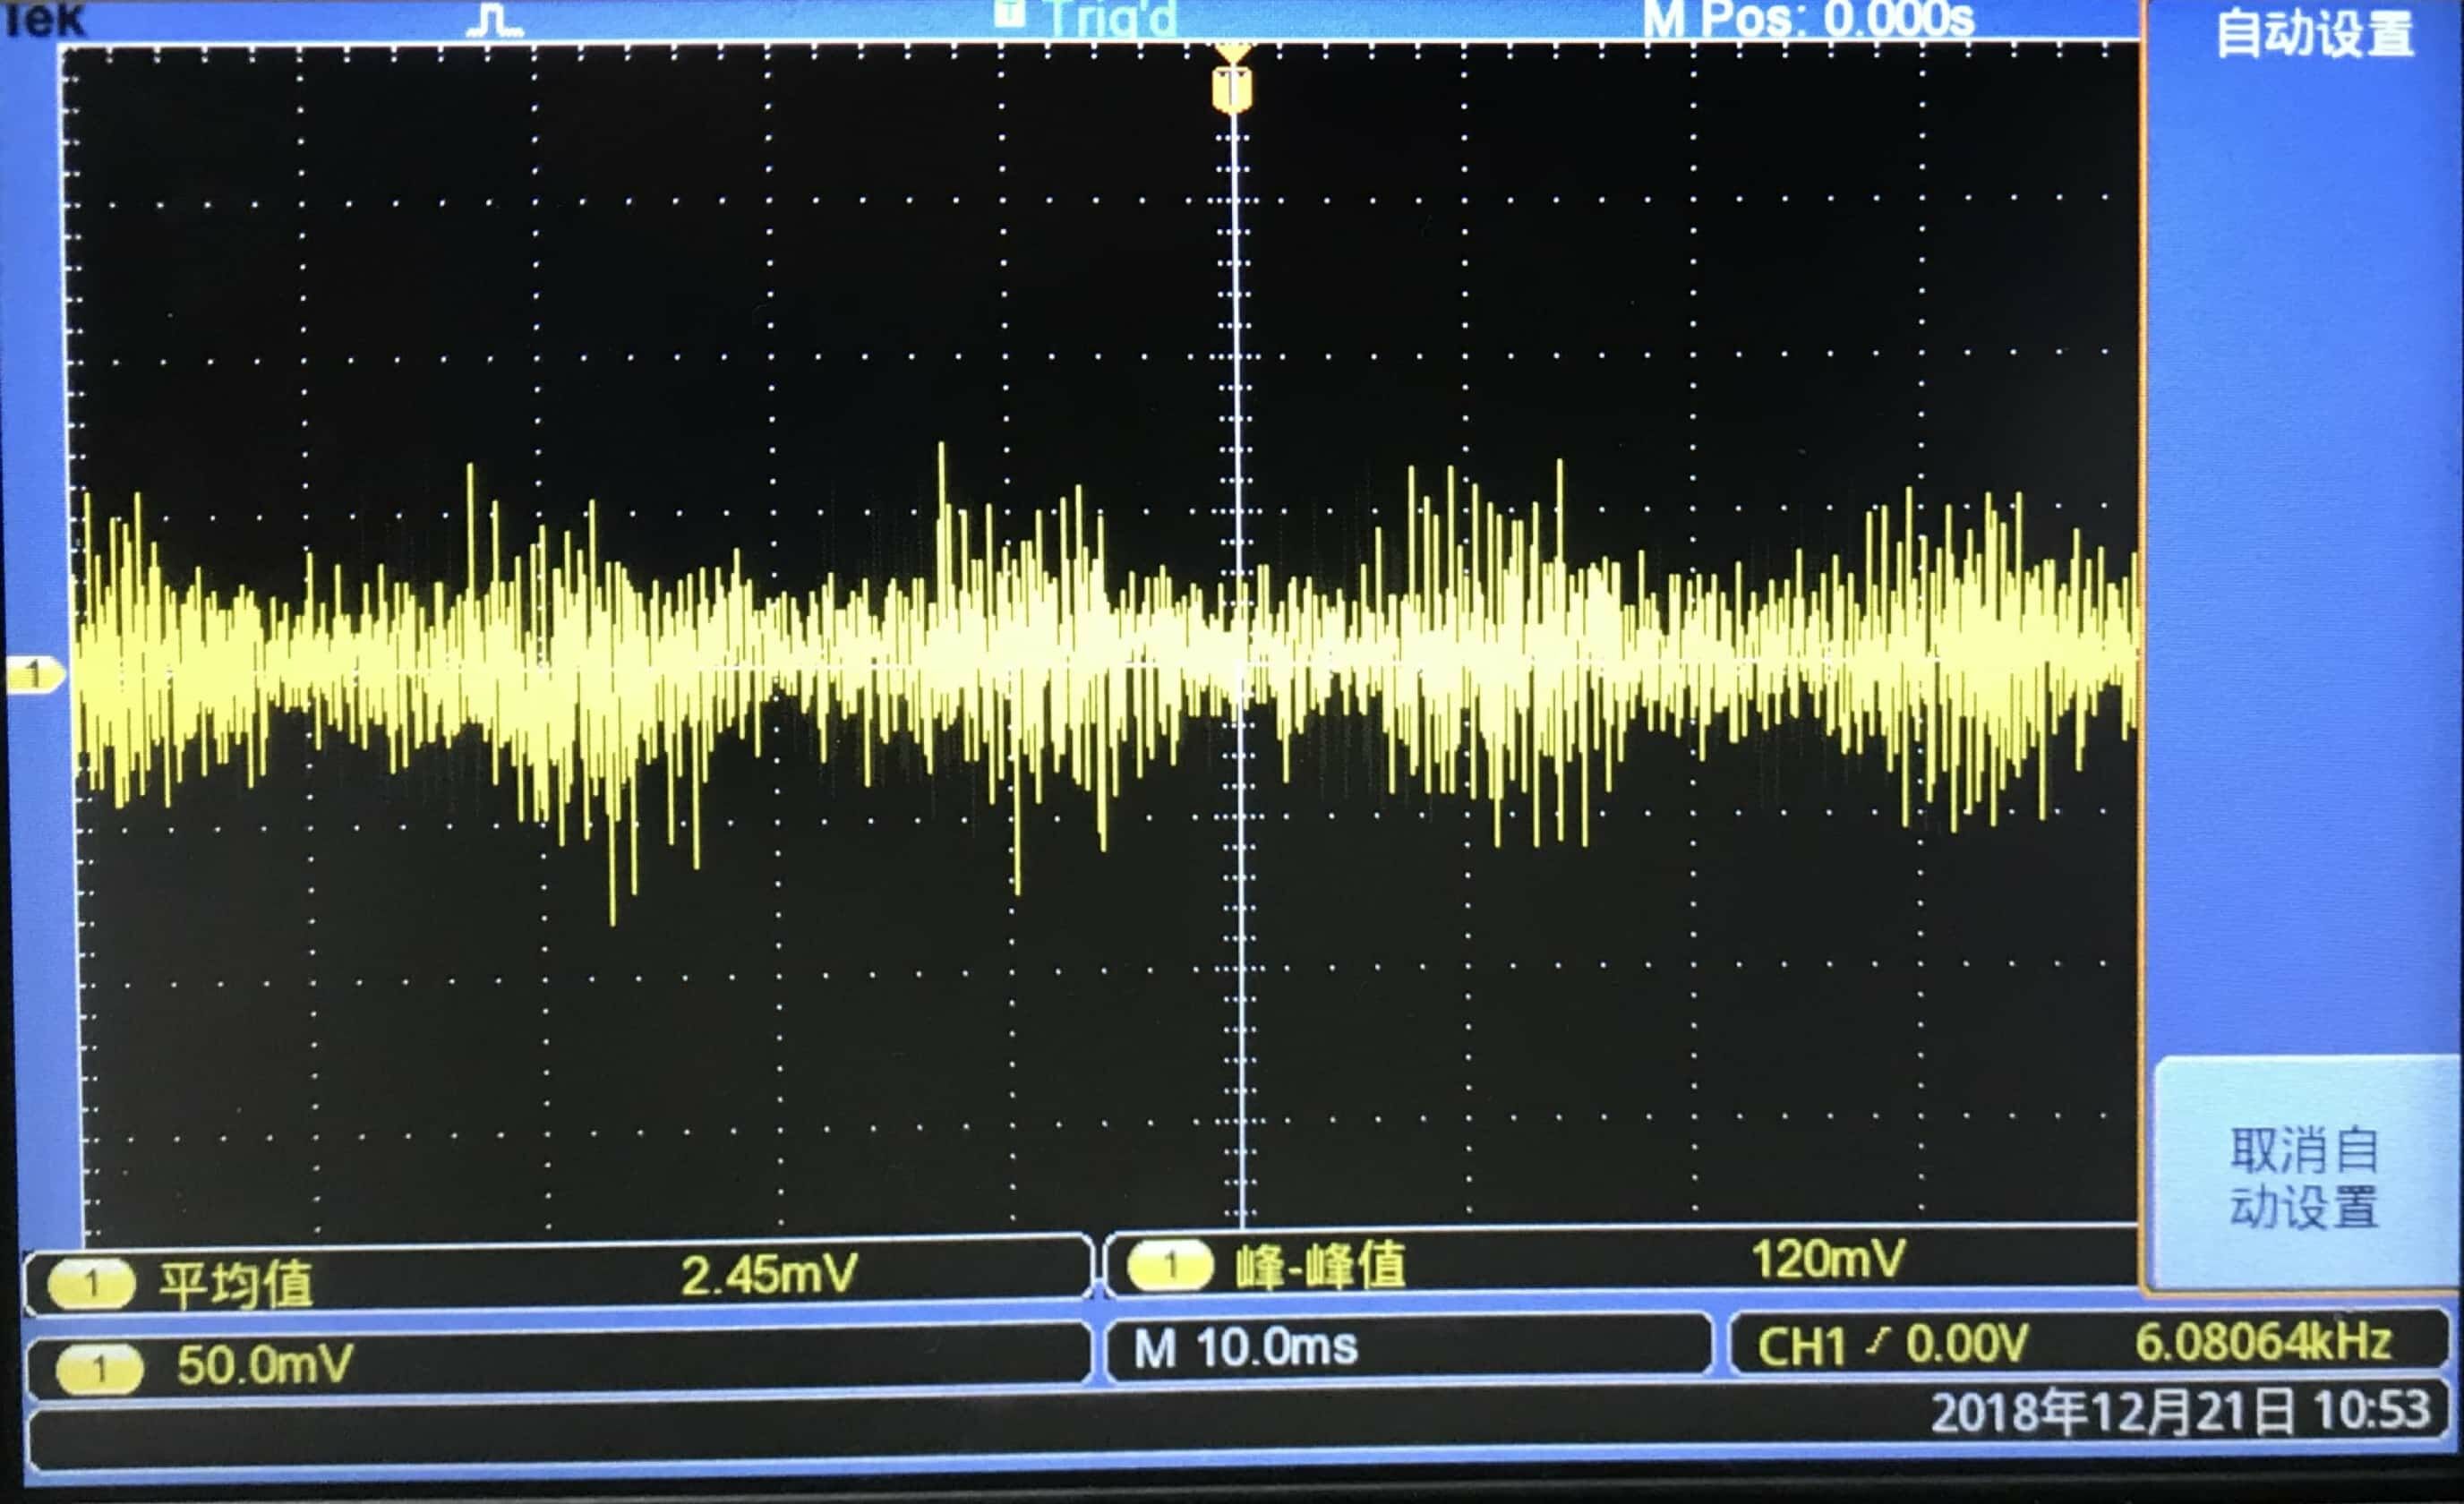 Tek
T Trig'd
M Pos: 0.000s
自动设置
T
1
取消自
动设置
1 平均值 2.45mV
1 峰-峰值 120mV
1 50.0mV
M 10.0ms
CH1 0.00V 6.08064kHz
2018年12月21日 10:53